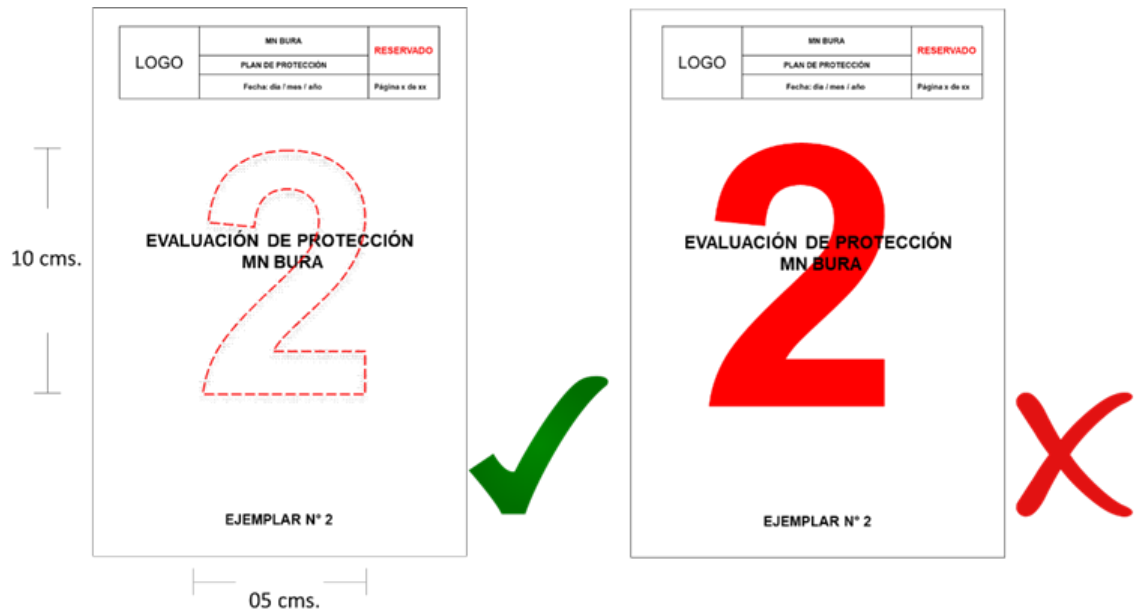 LOGO
MN BURA
PLAN DE PROTECCIÓN
Fecha: día / mes / año
RESERVADO
Página x de xx
2
EVALUACIÓN DE PROTECCIÓN
MN BURA
EJEMPLAR N° 2
10 cms.
05 cms.
LOGO
MN BURA
PLAN DE PROTECCIÓN
Fecha: día / mes / año
RESERVADO
Página x de xx
2
EVALUACIÓN DE PROTECCIÓN
MN BURA
EJEMPLAR N° 2